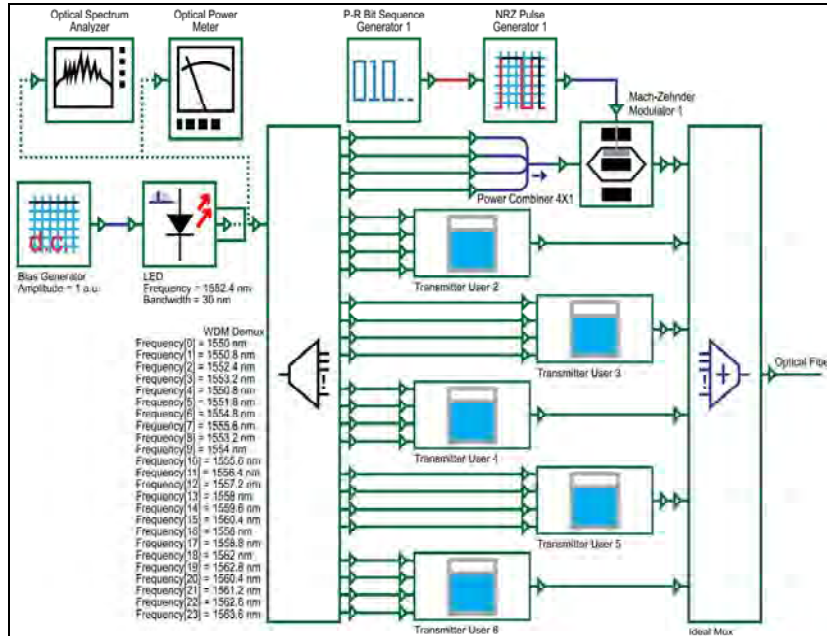 Optical Spectrum
Analyzer
Optical Power
Meter
P-R Bit Sequence
Generator 1
NRZ Pulse
Generator 1
Mach-Zehnder
Modulator 1
Power Combiner 4X1
d.c.
Bias Generator
Amplitude = 1 a.u.
LED
Frequency = 1552.4 nm
Bandwidth = 30 nm
Transmitter User 2
Transmitter User 3
Transmitter User 4
Transmitter User 5
Transmitter User 6
WDM Demux
Frequency[0] = 1550 nm
Frequency[1] = 1550.8 nm
Frequency[2] = 1552.4 nm
Frequency[3] = 1553.2 nm
Frequency[4] = 1550.8 nm
Frequency[5] = 1551.6 nm
Frequency[6] = 1554.8 nm
Frequency[7] = 1555.6 nm
Frequency[8] = 1553.2 nm
Frequency[9] = 1554 nm
Frequency[10] = 1555.6 nm
Frequency[11] = 1556.4 nm
Frequency[12] = 1557.2 nm
Frequency[13] = 1558 nm
Frequency[14] = 1559.6 nm
Frequency[15] = 1560.4 nm
Frequency[16] = 1558 nm
Frequency[17] = 1558.8 nm
Frequency[18] = 1562 nm
Frequency[19] = 1562.8 nm
Frequency[20] = 1560.4 nm
Frequency[21] = 1561.2 nm
Frequency[22] = 1562.8 nm
Frequency[23] = 1563.6 nm
Optical Fibe
Ideal Mux